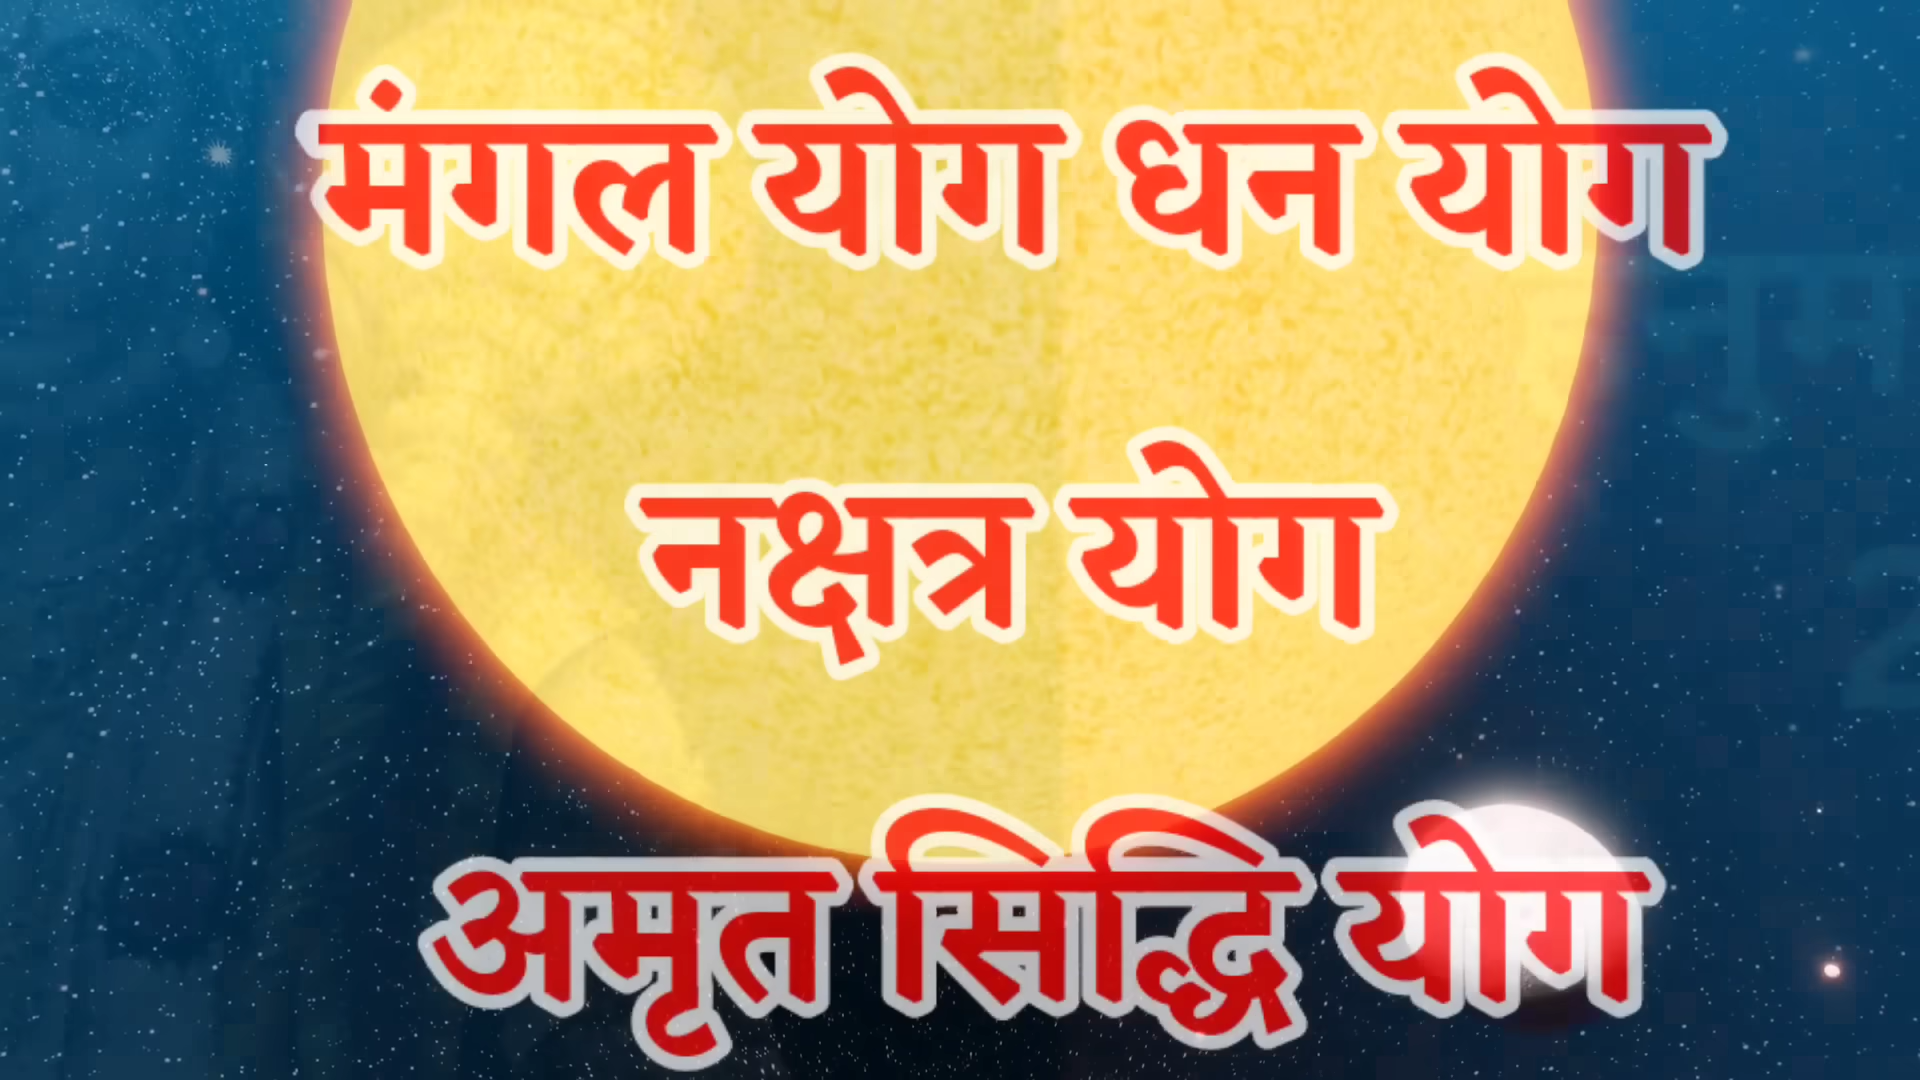 मंगल योग धन योग
नक्षत्र योग
अमृत सिद्धि योग